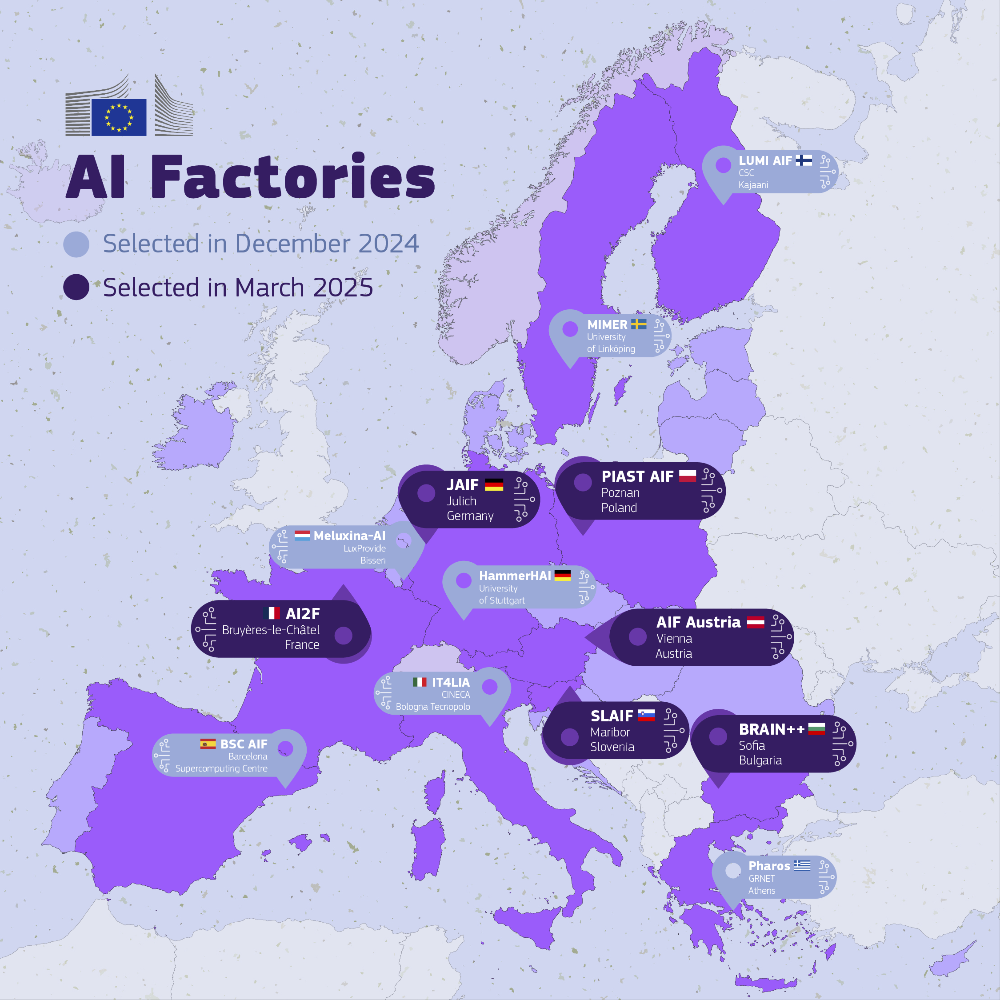 AI Factories
Selected in December 2024
Selected in March 2025
LUMI AIF
CSC
Kajaani
MIMER
University
of Linköping
JAIF
Julich
Germany
PIAST AIF
Poznan
Poland
Meluxina-AI
LuxProvide
Bissen
HammerHAI
University
of Stuttgart
AI2F
Bruyères-le-Châtel
France
AIF Austria
Vienna
Austria
IT4LIA
CINECA
Bologna Tecnopolo
SLAIF
Maribor
Slovenia
BRAIN++
Sofia
Bulgaria
BSC AIF
Barcelona
Supercomputing Centre
Pharos
GRNET
Athens